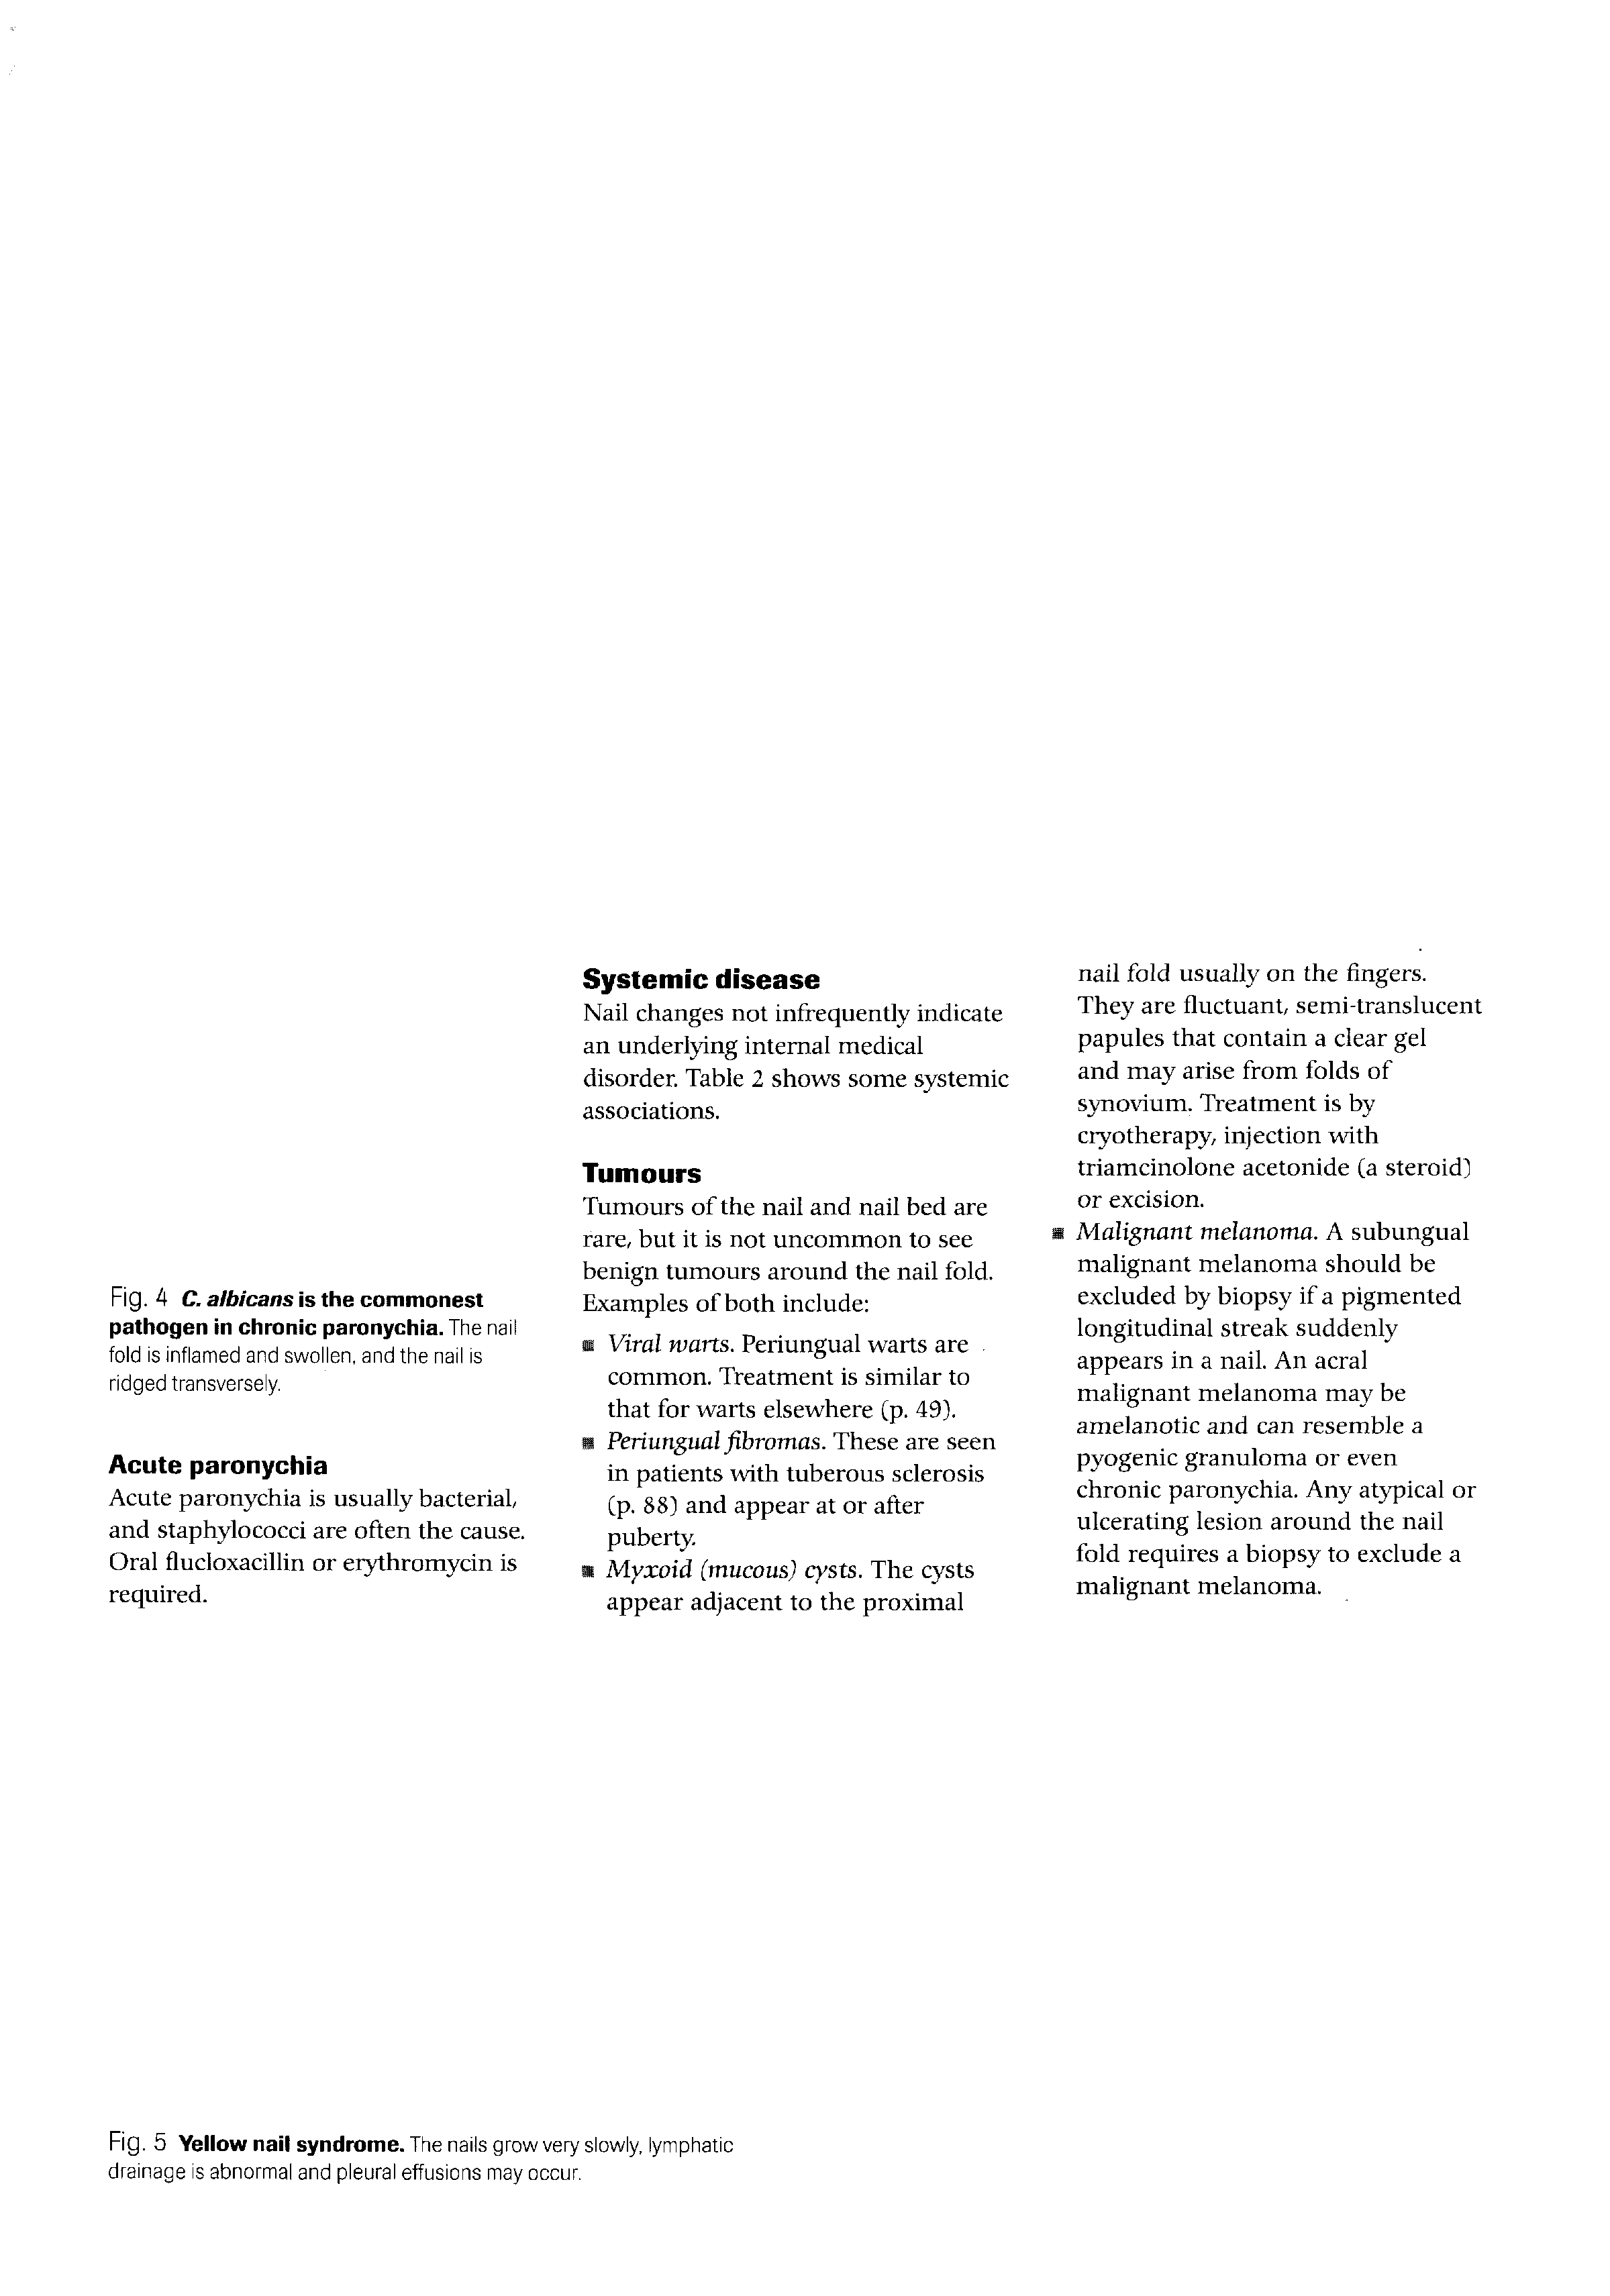 Fig. 4 C. albicans is the commonest
pathogen in chronic paronychia. The nail
fold is inflamed and swollen, and the nail is
ridged transversely.
Acute paronychia
Acute paronychia is usually bacterial,
and staphylococci are often the cause.
Oral flucloxacillin or erythromycin is
required.
Systemic disease
Nail changes not infrequently indicate
an underlying internal medical
disorder. Table 2 shows some systemic
associations.
Tumours
Tumours of the nail and nail bed are
rare, but it is not uncommon to see
benign tumours around the nail fold.
Examples of both include:
■ Viral warts. Periungual warts are
common. Treatment is similar to
that for warts elsewhere (p. 49).
■ Periungual fibromas. These are seen
in patients with tuberous sclerosis
(p. 88) and appear at or after
puberty.
■ Myxoid (mucous) cysts. The cysts
appear adjacent to the proximal
nail fold usually on the fingers.
They are fluctuant, semi-translucent
papules that contain a clear gel
and may arise from folds of
synovium. Treatment is by
cryotherapy, injection with
triamcinolone acetonide (a steroid)
or excision.
■ Malignant melanoma. A subungual
malignant melanoma should be
excluded by biopsy if a pigmented
longitudinal streak suddenly
appears in a nail. An acral
malignant melanoma may be
amelanotic and can resemble a
pyogenic granuloma or even
chronic paronychia. Any atypical or
ulcerating lesion around the nail
fold requires a biopsy to exclude a
malignant melanoma.
Fig. 5 Yellow nail syndrome. The nails grow very slowly, lymphatic
drainage is abnormal and pleural effusions may occur.